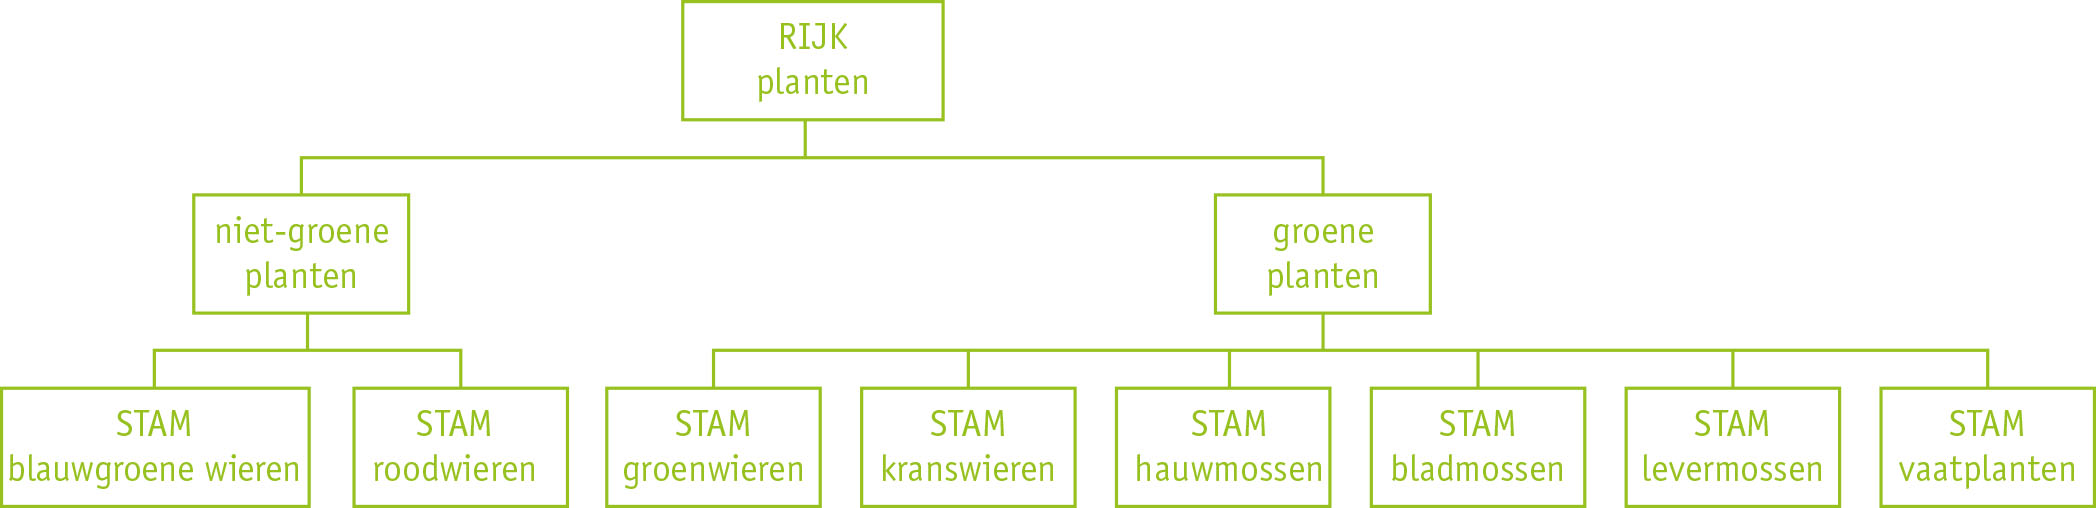 RIJK
planten
niet-groene
planten
groene
planten
STAM
blauwgroene wieren
STAM
roodwieren
STAM
groenwieren
STAM
kranswieren
STAM
hauwmossen
STAM
bladmossen
STAM
levermossen
STAM
vaatplanten